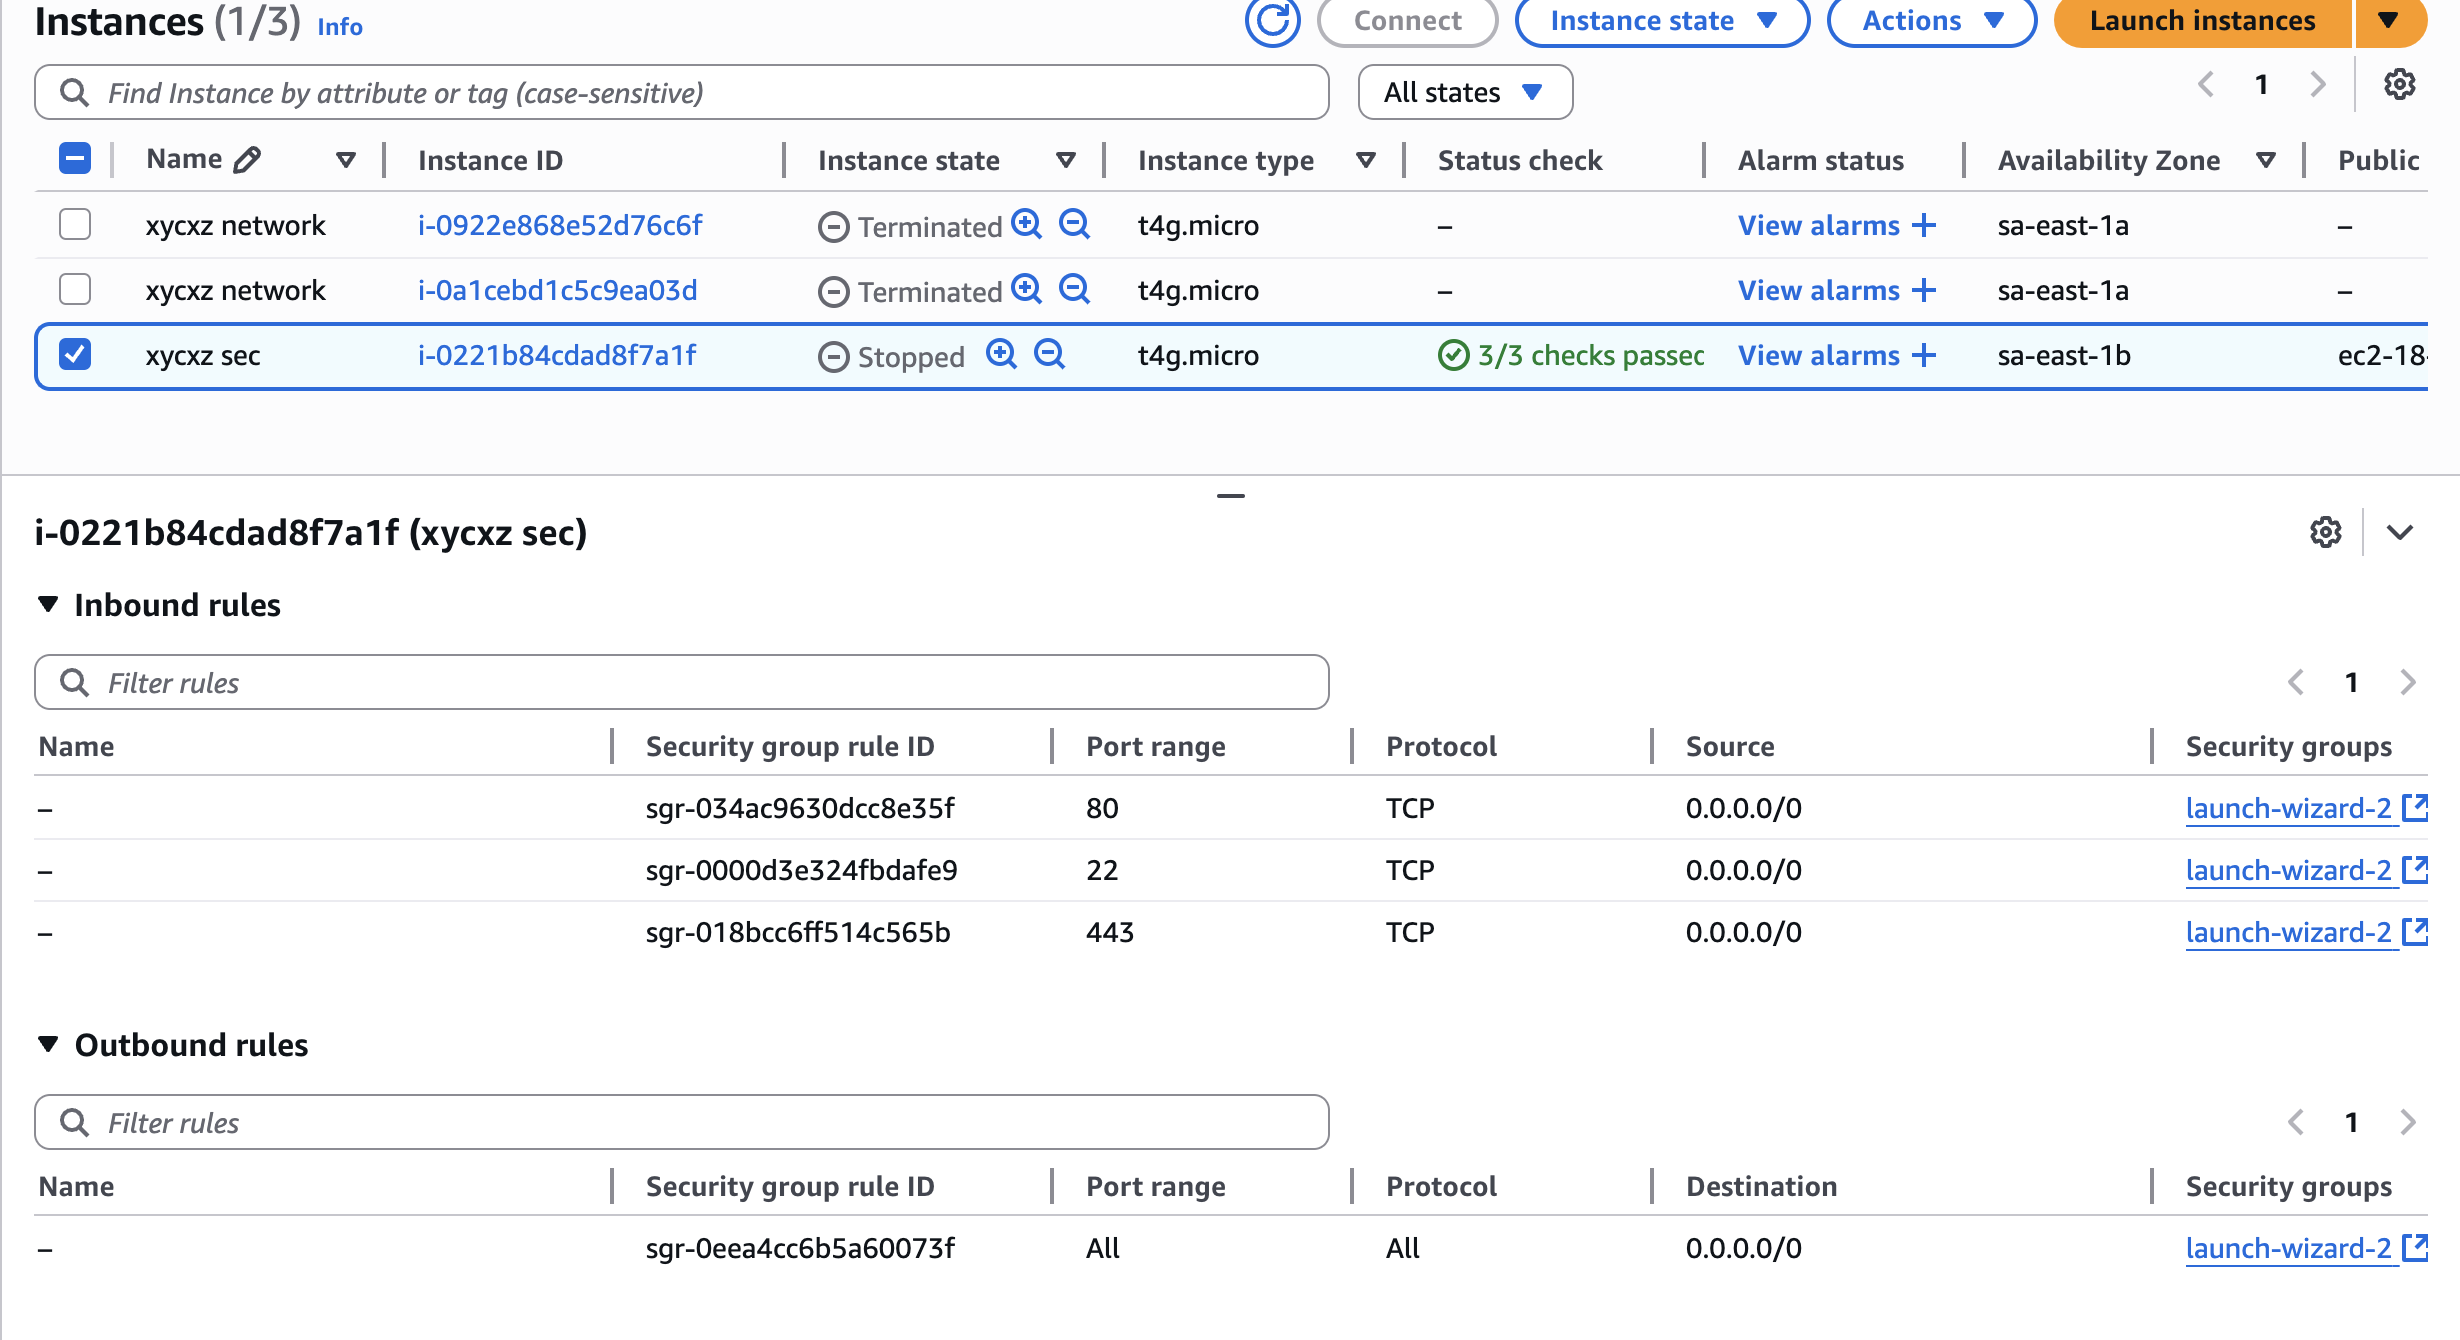 Instances (1/3) Info Connect Instance state Actions Launch instances
Find Instance by attribute or tag (case-sensitive) All states 1
Name Instance ID Instance state Instance type Status check Alarm status Availability Zone Public
xycxz network i-0922e868e52d76c6f Terminated t4g.micro – View alarms + sa-east-1a –
xycxz network i-0a1cebd1c5c9ea03d Terminated t4g.micro – View alarms + sa-east-1a –
xycxz sec i-0221b84cdad8f7a1f Stopped t4g.micro 3/3 checks passec View alarms + sa-east-1b ec2-18-
i-0221b84cdad8f7a1f (xycxz sec)
Inbound rules
Filter rules 1
Name Security group rule ID Port range Protocol Source Security groups
– sgr-034ac9630dcc8e35f 80 TCP 0.0.0.0/0 launch-wizard-2
– sgr-0000d3e324fbdafe9 22 TCP 0.0.0.0/0 launch-wizard-2
– sgr-018bcc6ff514c565b 443 TCP 0.0.0.0/0 launch-wizard-2
Outbound rules
Filter rules 1
Name Security group rule ID Port range Protocol Destination Security groups
– sgr-0eea4cc6b5a60073f All All 0.0.0.0/0 launch-wizard-2